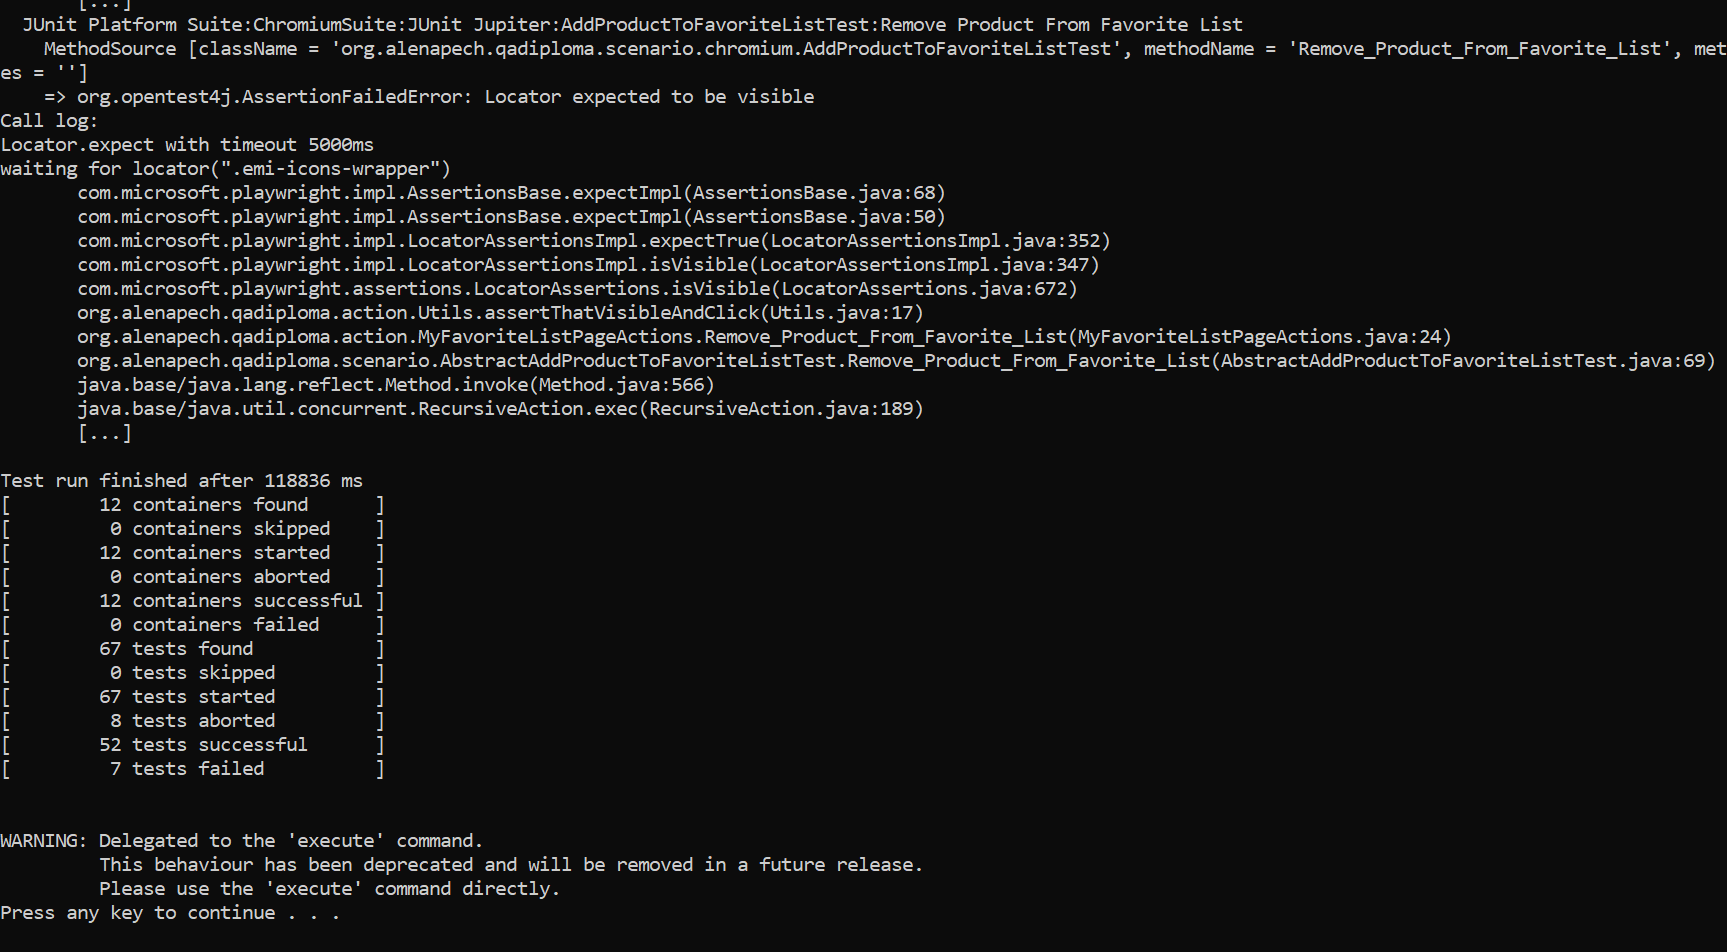 [...]
JUnit Platform Suite:ChromiumSuite:JUnit Jupiter:AddProductToFavoriteListTest:Remove Product From Favorite List
MethodSource [className = 'org.alenapech.qadiploma.scenario.chromium.AddProductToFavoriteListTest', methodName = 'Remove_Product_From_Favorite_List', met
es = '']
=> org.opentest4j.AssertionFailedError: Locator expected to be visible
Call log:
Locator.expect with timeout 5000ms
waiting for locator(".emi-icons-wrapper")
com.microsoft.playwright.impl.AssertionsBase.expectImpl(AssertionsBase.java:68)
com.microsoft.playwright.impl.AssertionsBase.expectImpl(AssertionsBase.java:50)
com.microsoft.playwright.impl.LocatorAssertionsImpl.expectTrue(LocatorAssertionsImpl.java:352)
com.microsoft.playwright.impl.LocatorAssertionsImpl.isVisible(LocatorAssertionsImpl.java:347)
com.microsoft.playwright.assertions.LocatorAssertions.isVisible(LocatorAssertions.java:672)
org.alenapech.qadiploma.action.Utils.assertThatVisibleAndClick(Utils.java:17)
org.alenapech.qadiploma.action.MyFavoriteListPageActions.Remove_Product_From_Favorite_List(MyFavoriteListPageActions.java:24)
org.alenapech.qadiploma.scenario.AbstractAddProductToFavoriteListTest.Remove_Product_From_Favorite_List(AbstractAddProductToFavoriteListTest.java:69)
java.base/java.lang.reflect.Method.invoke(Method.java:566)
java.base/java.util.concurrent.RecursiveAction.exec(RecursiveAction.java:189)
[...]
Test run finished after 118836 ms
[ 12 containers found ]
[ 0 containers skipped ]
[ 12 containers started ]
[ 0 containers aborted ]
[ 12 containers successful ]
[ 0 containers failed ]
[ 67 tests found ]
[ 0 tests skipped ]
[ 67 tests started ]
[ 8 tests aborted ]
[ 52 tests successful ]
[ 7 tests failed ]
WARNING: Delegated to the 'execute' command.
This behaviour has been deprecated and will be removed in a future release.
Please use the 'execute' command directly.
Press any key to continue . . .